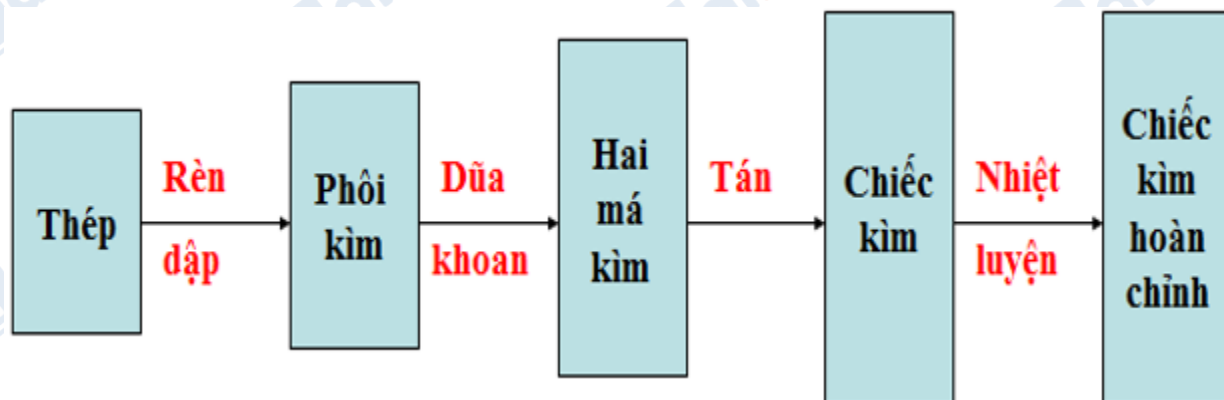 Thép
Rèn
dập
Phôi
kìm
Dũa
khoan
Hai
má
kìm
Tán
Chiếc
kìm
Nhiệt
luyện
Chiếc
kìm
hoàn
chỉnh